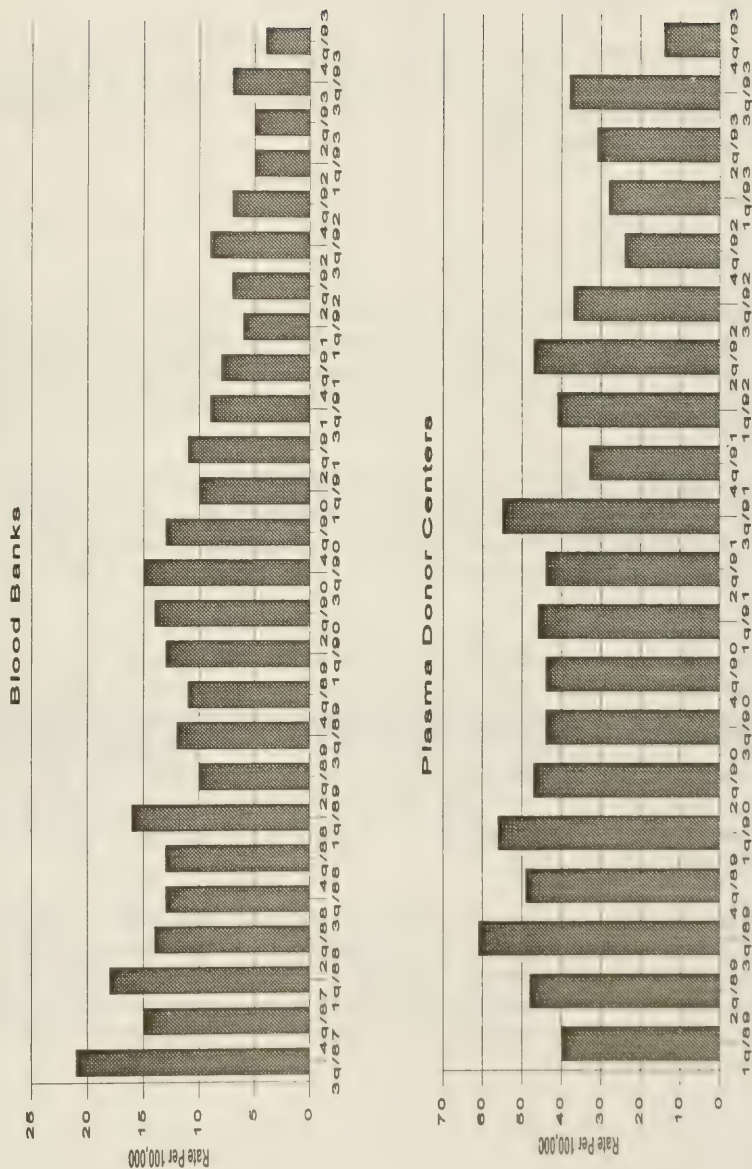 Blood Banks
Rate Per 100,000
25
20
15
10
5
0
3q/87 4q/87 1q/88 2q/88 3q/88 4q/88 1q/89 2q/89 3q/89 4q/89 1q/90 2q/90 3q/90 4q/90 1q/91 2q/91 3q/91 4q/91 1q/92 2q/92 3q/92 4q/92 1q/93 2q/93 3q/93 4q/93
Plasma Donor Centers
Rate Per 100,000
70
60
50
40
30
20
10
0
1q/89 2q/89 3q/89 4q/89 1q/90 2q/90 3q/90 4q/90 1q/91 2q/91 3q/91 4q/91 1q/92 2q/92 3q/92 4q/92 1q/93 2q/93 3q/93 4q/93